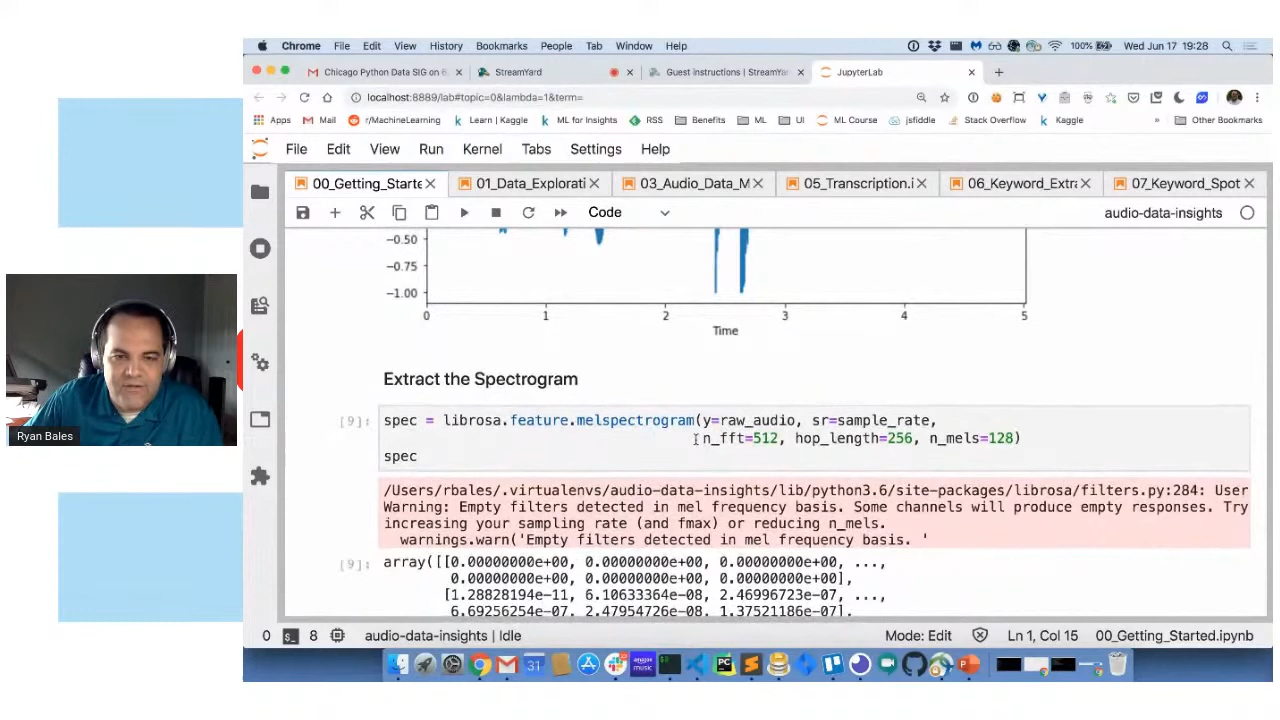 Chrome File Edit View History Bookmarks People Tab Window Help 100% Wed Jun 17 19:28
Chicago Python Data SIG on 6 StreamYard Guest Instructions | StreamYar JupyterLab
localhost:8889/lab#topic=0&lambda=1&term=
Apps Mail r/MachineLearning Learn | Kaggle ML for Insights RSS Benefits ML UI ML Course jsfiddle Stack Overflow Kaggle » Other Bookmarks
File Edit View Run Kernel Tabs Settings Help
00_Getting_Starte 01_Data_Explorati 03_Audio_Data_M 05_Transcription.i 06_Keyword_Extra 07_Keyword_Spot
Code audio-data-insights
−0.50
−0.75
−1.00
0 1 2 3 4 5
Time
Extract the Spectrogram
[9]: spec = librosa.feature.melspectrogram(y=raw_audio, sr=sample_rate,
n_fft=512, hop_length=256, n_mels=128)
spec
/Users/rbales/.virtualenvs/audio-data-insights/lib/python3.6/site-packages/librosa/filters.py:284: User
Warning: Empty filters detected in mel frequency basis. Some channels will produce empty responses. Try
increasing your sampling rate (and fmax) or reducing n_mels.
warnings.warn('Empty filters detected in mel frequency basis. '
[9]: array([[0.00000000e+00, 0.00000000e+00, 0.00000000e+00, ...,
0.00000000e+00, 0.00000000e+00, 0.00000000e+00],
[1.28828194e-11, 6.10633364e-08, 2.46996723e-07, ...,
6.69256254e-07, 2.47954726e-08, 1.37521186e-07],
0 8 audio-data-insights | Idle Mode: Edit Ln 1, Col 15 00_Getting_Started.ipynb
Ryan Bales